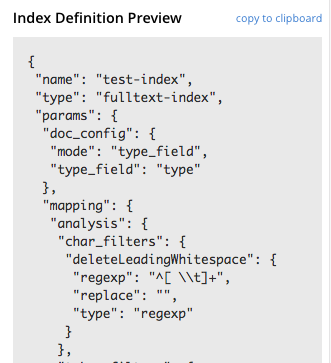 Index Definition Preview copy to clipboard
{
"name": "test-index",
"type": "fulltext-index",
"params": {
"doc_config": {
"mode": "type_field",
"type_field": "type"
},
"mapping": {
"analysis": {
"char_filters": {
"deleteLeadingWhitespace": {
"regexp": "^[ \\t]+",
"replace": "",
"type": "regexp"
}
},